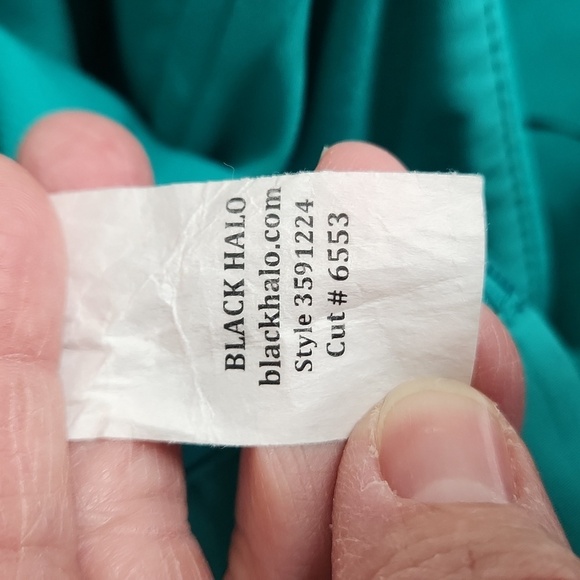 BLACK HALO
blackhalo.com
Style 3591224
Cut # 6553